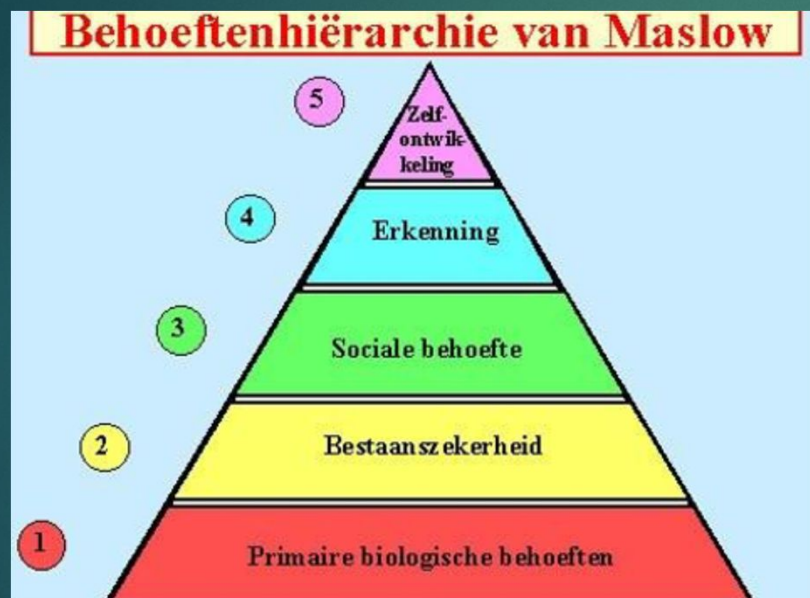 Behoeftenhiërarchie van Maslow
5
Zelf-
ontwik-
keling
4
Erkenning
3
Sociale behoefte
2
Bestaanszekerheid
1
Primaire biologische behoeften